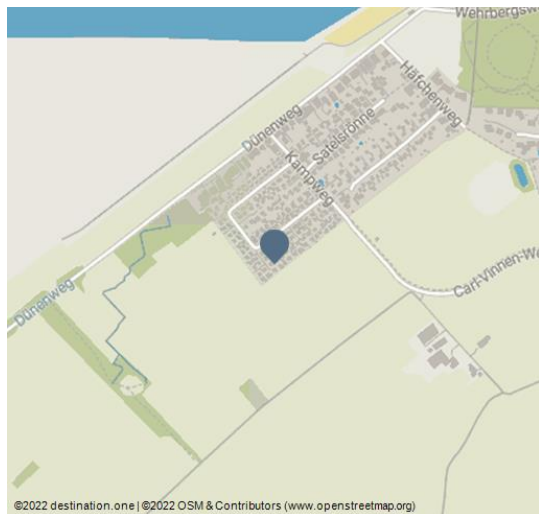 Wehrbergsw
Häfchenweg
Dünenweg
Satelsrönne
Kampweg
Carl-Vinnen-We
Dünenweg
©2022 destination.one | ©2022 OSM & Contributors (www.openstreetmap.org)